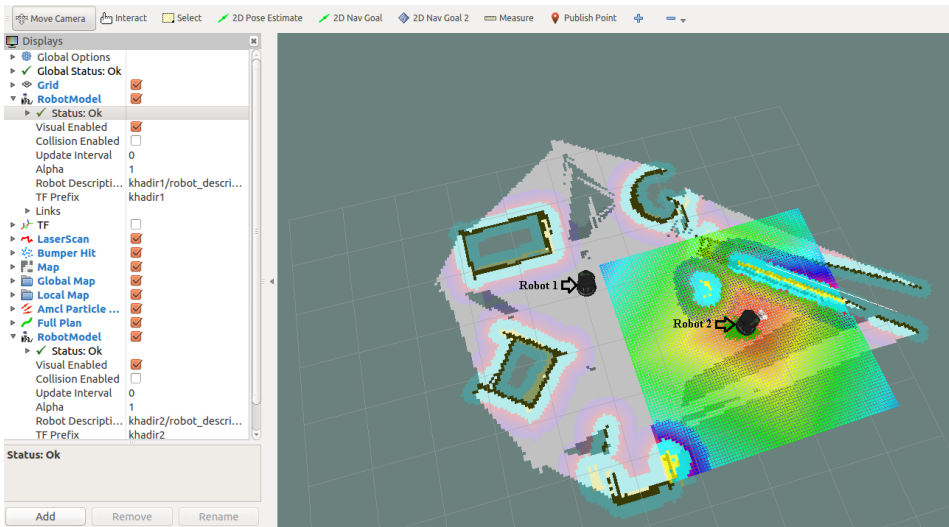 Move Camera Interact Select 2D Pose Estimate 2D Nav Goal 2D Nav Goal 2 Measure Publish Point
Displays
Global Options
Global Status: Ok
Grid
RobotModel
Status: Ok
Visual Enabled
Collision Enabled
Update Interval 0
Alpha 1
Robot Descripti... khadir1/robot_descri...
TF Prefix khadir1
Links
TF
LaserScan
Bumper Hit
Map
Global Map
Local Map
Amcl Particle ...
Full Plan
RobotModel
Status: Ok
Visual Enabled
Collision Enabled
Update Interval 0
Alpha 1
Robot Descripti... khadir2/robot_descri...
TF Prefix khadir2
Status: Ok
Add Remove Rename
Robot 1
Robot 2